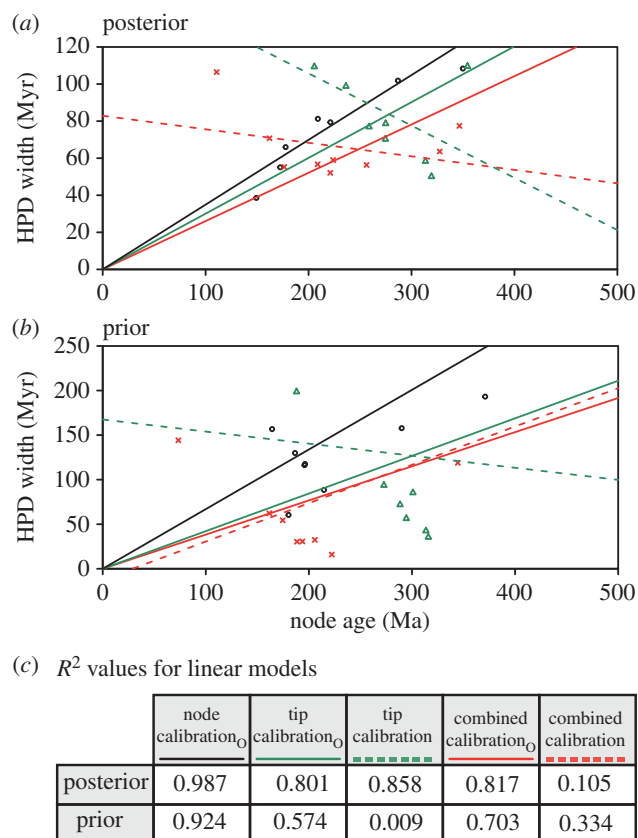 (a) posterior
120
100
80
60
40
20
0
HPD width (Myr)
0 100 200 300 400 500
(b) prior
250
200
150
100
50
0
HPD width (Myr)
0 100 200 300 400 500
node age (Ma)
(c) R² values for linear models
node calibrationO
tip calibrationO
tip calibration
combined calibrationO
combined calibration
posterior 0.987 0.801 0.858 0.817 0.105
prior 0.924 0.574 0.009 0.703 0.334